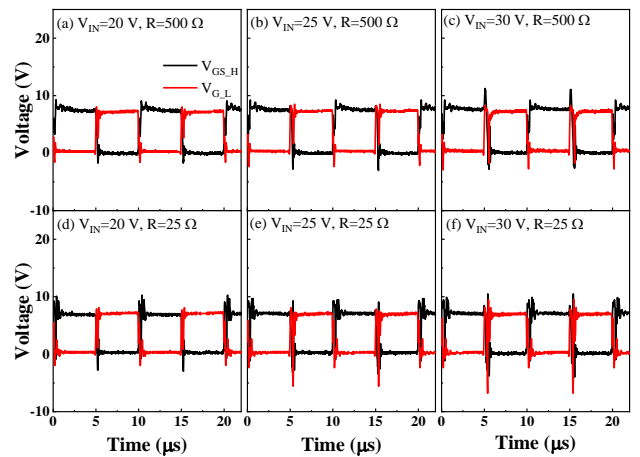 (a) V_IN=20 V, R=500 Ω
(b) V_IN=25 V, R=500 Ω
(c) V_IN=30 V, R=500 Ω
V_GS_H
V_G_L
Voltage (V)
20
10
0
-10
(d) V_IN=20 V, R=25 Ω
(e) V_IN=25 V, R=25 Ω
(f) V_IN=30 V, R=25 Ω
Voltage (V)
20
10
0
-10
0 5 10 15 20
0 5 10 15 20
0 5 10 15 20
Time (μs)
Time (μs)
Time (μs)